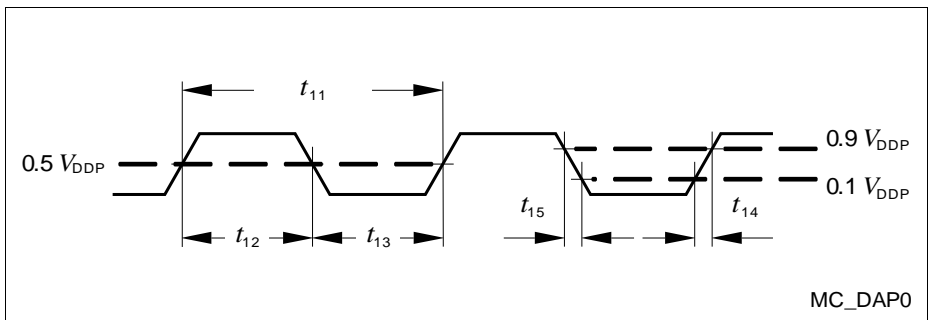 t11
0.5 VDDP
0.9 VDDP
0.1 VDDP
t15
t14
t12
t13
MC_DAP0